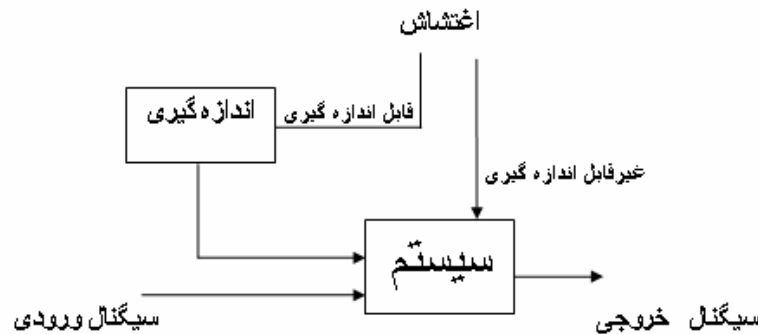 اغتشاش
اندازه گیری
قابل اندازه گیری
غیرقابل اندازه گیری
سیستم
سیگنال خروجی
سیگنال ورودی